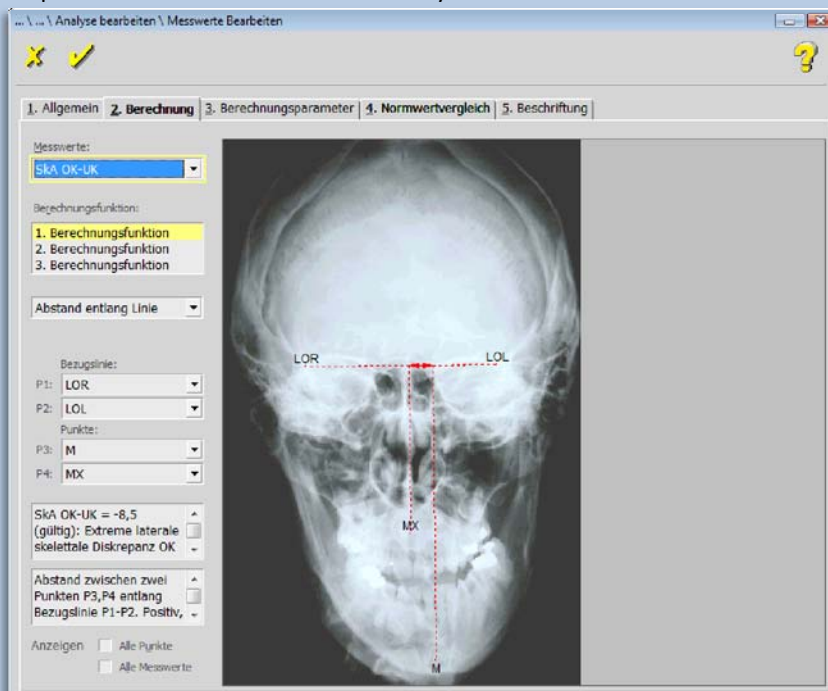 ... \ ... \ Analyse bearbeiten \ Messwerte Bearbeiten
1. Allgemein 2. Berechnung 3. Berechnungsparameter 4. Normwertvergleich 5. Beschriftung
Messwerte:
SkA OK-UK
Berechnungsfunktion:
1. Berechnungsfunktion
2. Berechnungsfunktion
3. Berechnungsfunktion
Abstand entlang Linie
Bezugslinie:
P1: LOR
P2: LOL
Punkte:
P3: M
P4: MX
SkA OK-UK = -8,5
(gültig): Extreme laterale
skelettale Diskrepanz OK
Abstand zwischen zwei
Punkten P3,P4 entlang
Bezugslinie P1-P2. Positiv,
Anzeigen Alle Punkte
Alle Messwerte
LOR
LOL
MX
M